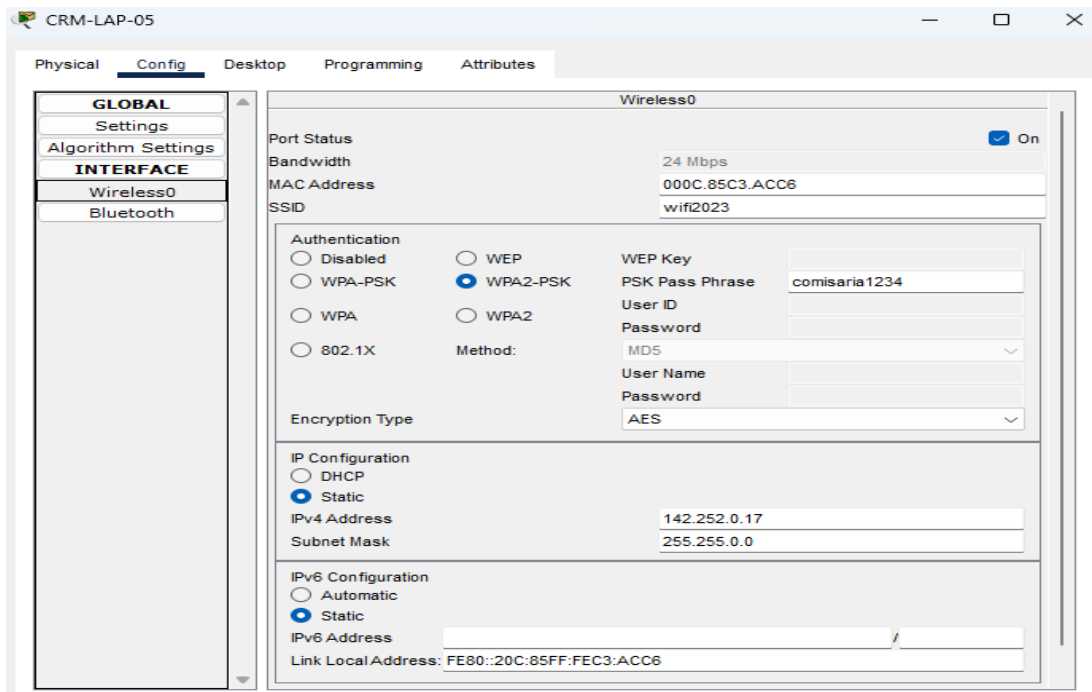 CRM-LAP-05
Physical Config Desktop Programming Attributes
GLOBAL
Settings
Algorithm Settings
INTERFACE
Wireless0
Bluetooth
Wireless0
Port Status On
Bandwidth 24 Mbps
MAC Address 000C.85C3.ACC6
SSID wifi2023
Authentication
Disabled WEP WEP Key
WPA-PSK WPA2-PSK PSK Pass Phrase comisaria1234
User ID
WPA WPA2
Password
802.1X Method: MD5
User Name
Password
Encryption Type AES
IP Configuration
DHCP
Static
IPv4 Address 142.252.0.17
Subnet Mask 255.255.0.0
IPv6 Configuration
Automatic
Static
IPv6 Address /
Link Local Address: FE80::20C:85FF:FEC3:ACC6